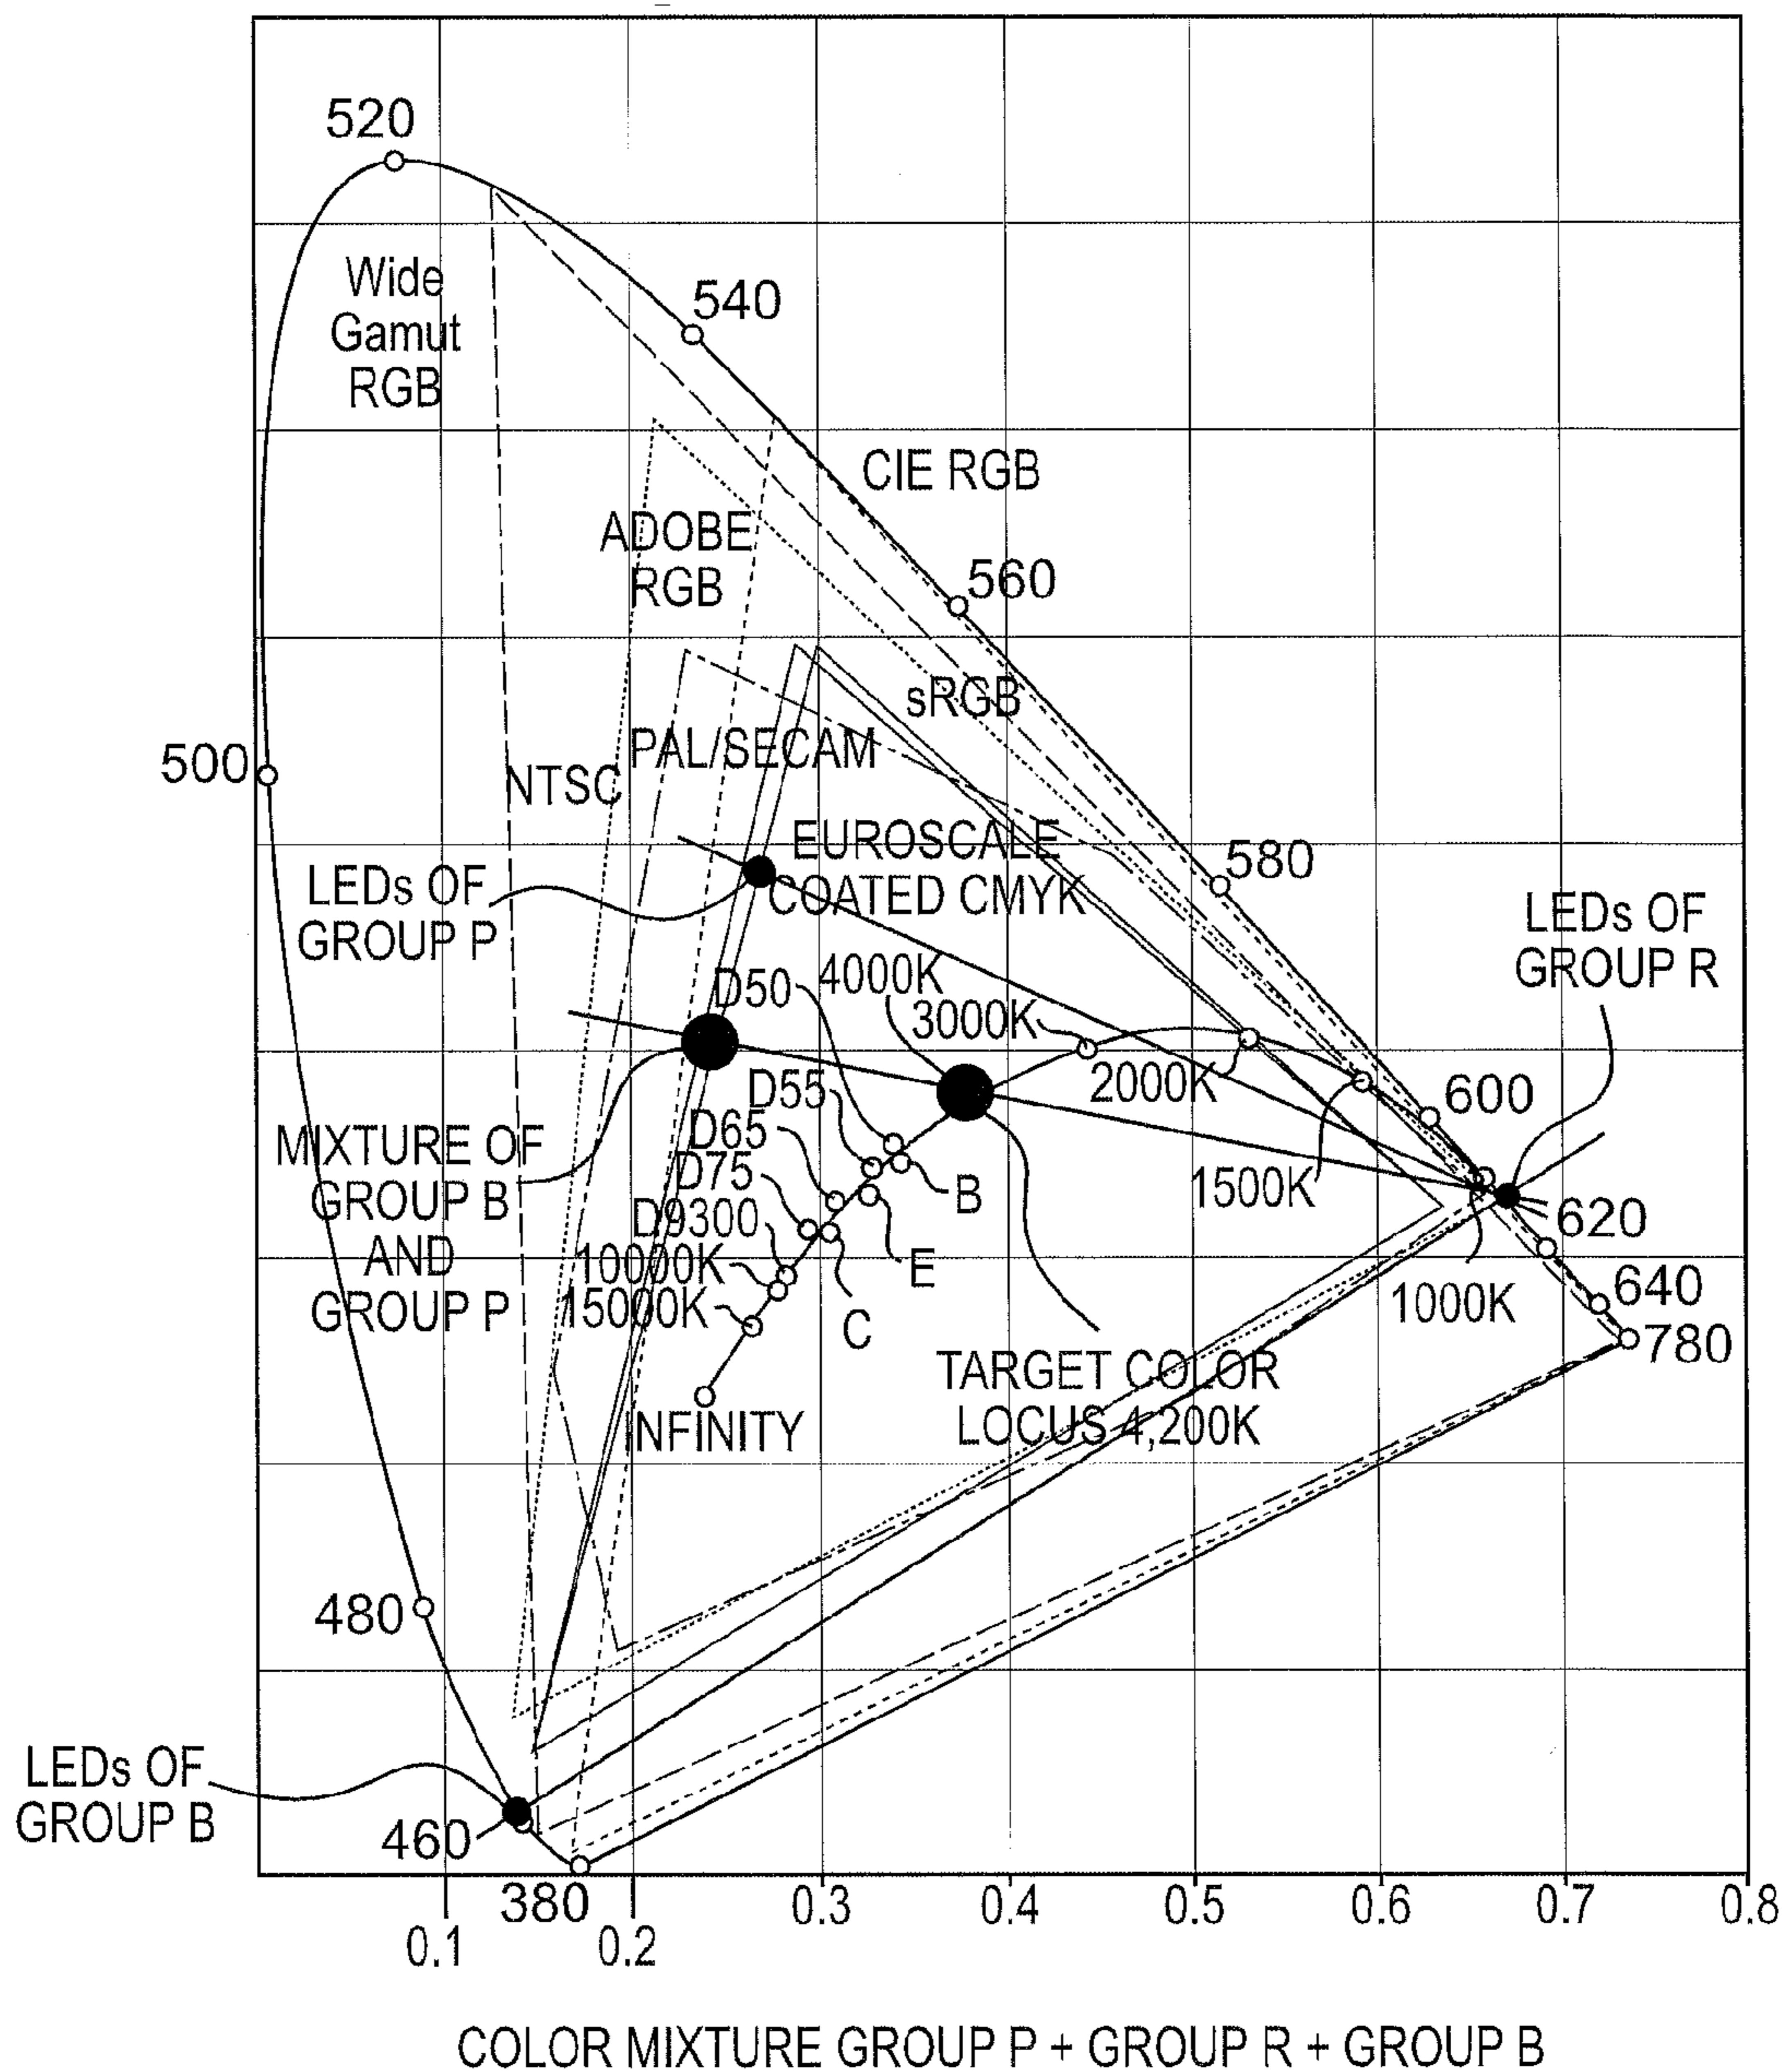 520
Wide
Gamut
RGB
540
CIE RGB
ADOBE
RGB
560
sRGB
PAL/SECAM
NTSC
500
EUROSCALE
COATED CMYK
580
LEDs OF
GROUP P
LEDs OF
GROUP R
D50
4000K
3000K
2000K
600
D55
D65
D75
D9300
10000K
15000K
MIXTURE OF
GROUP B
AND
GROUP P
B
E
C
1500K
620
1000K
640
780
TARGET COLOR
LOCUS 4,200K
INFINITY
480
LEDs OF
GROUP B
460
380
0.1
0.2
0.3
0.4
0.5
0.6
0.7
0.8
COLOR MIXTURE GROUP P + GROUP R + GROUP B